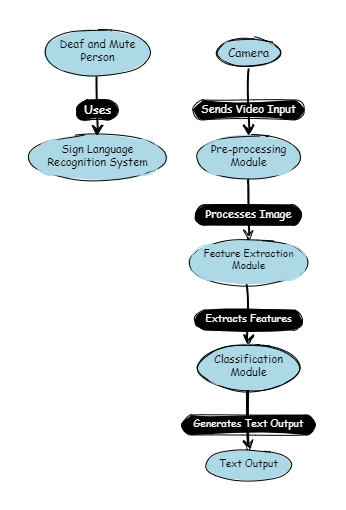 Deaf and Mute
Person
Uses
Sign Language
Recognition System
Camera
Sends Video Input
Pre-processing
Module
Processes Image
Feature Extraction
Module
Extracts Features
Classification
Module
Generates Text Output
Text Output